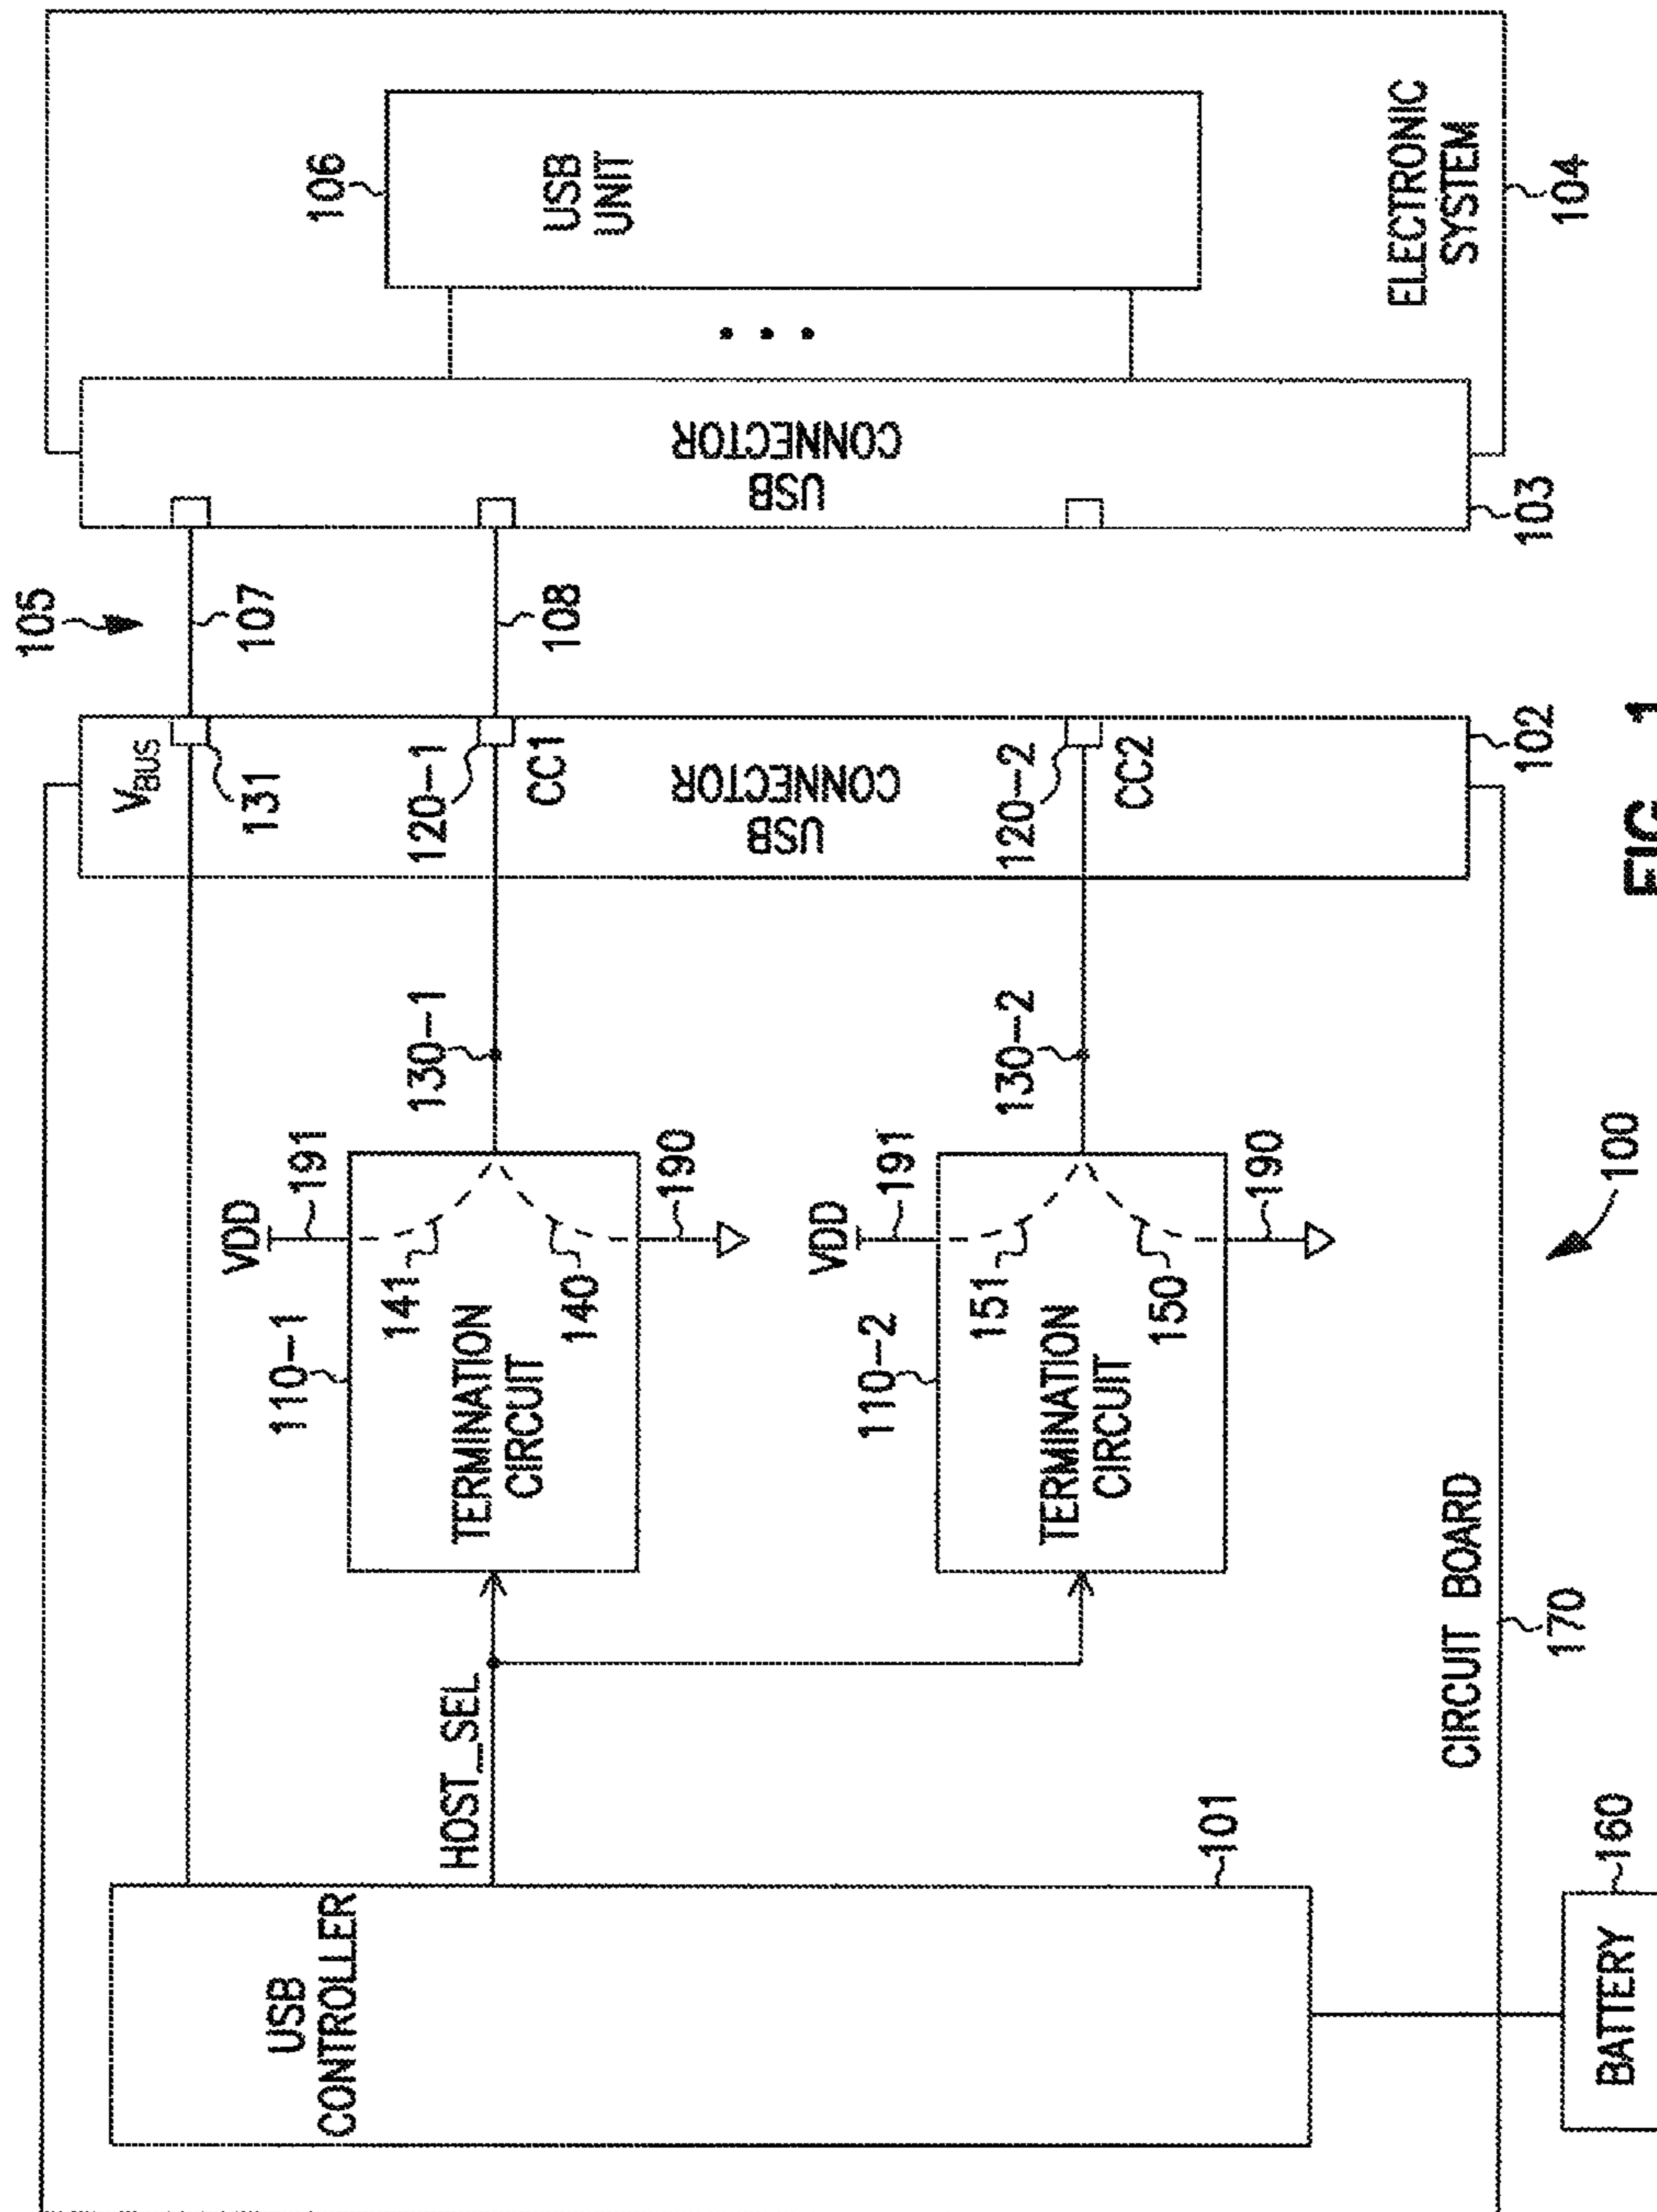 105
107
108
106
USB
UNIT
USB
CONNECTOR
103
ELECTRONIC
SYSTEM
104
VBUS
131
120-1
CC1
USB
CONNECTOR
120-2
CC2
102
130-1
130-2
VDD
191
110-1
141
140
TERMINATION
CIRCUIT
190
VDD
191
110-2
151
150
TERMINATION
CIRCUIT
190
100
HOST_SEL
CIRCUIT BOARD
170
USB
CONTROLLER
101
BATTERY
160
FIG. 1